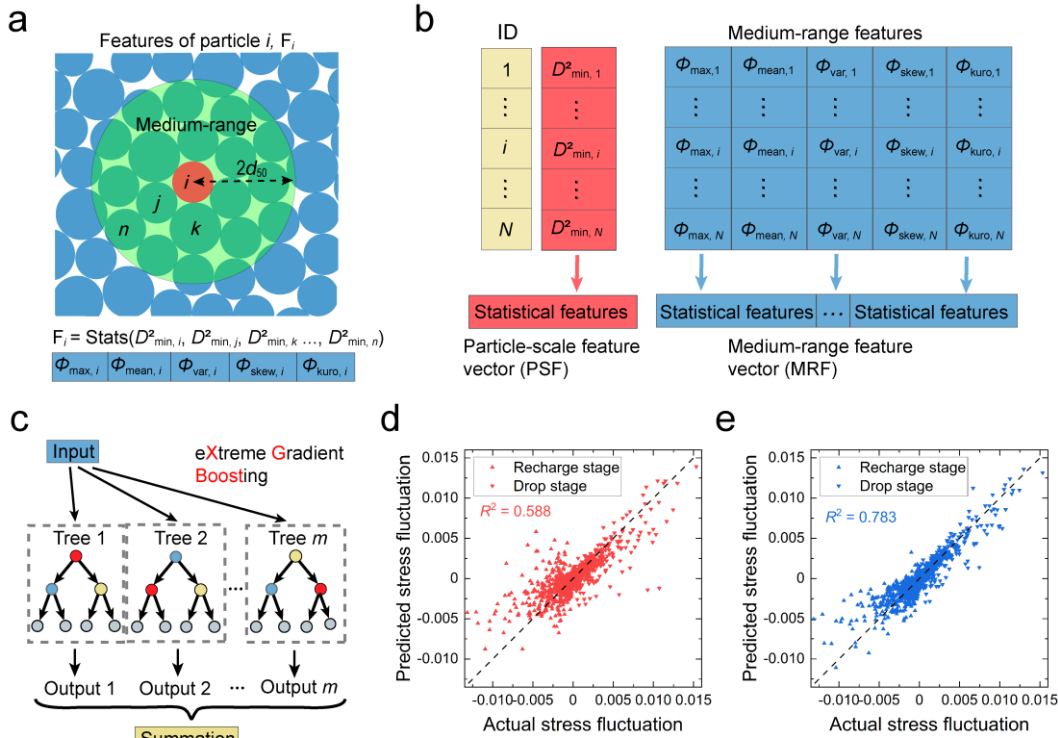 a
Features of particle i, Fᵢ
Medium-range
2d₅₀
i
j
k
n
Fᵢ = Stats(D²min, i, D²min, j, D²min, k ..., D²min, n)
Φmax, i Φmean, i Φvar, i Φskew, i Φkuro, i
b
ID
Medium-range features
1 D²min, 1 Φmax,1 Φmean,1 Φvar, 1 Φskew,1 Φkuro,1
⋮ ⋮ ⋮ ⋮ ⋮ ⋮ ⋮
i D²min, i Φmax, i Φmean, i Φvar, i Φskew, i Φkuro, i
⋮ ⋮ ⋮ ⋮ ⋮ ⋮ ⋮
N D²min, N Φmax, N Φmean, N Φvar, N Φskew, N Φkuro, N
Statistical features
Statistical features ... Statistical features
Particle-scale feature
vector (PSF)
Medium-range feature
vector (MRF)
c
Input
eXtreme Gradient
Boosting
Tree 1 Tree 2 Tree m
...
Output 1 Output 2 ... Output m
Summation
d
Recharge stage
Drop stage
R² = 0.588
Predicted stress fluctuation
0.015
0.010
0.005
0
-0.005
-0.010
-0.010 -0.005 0 0.005 0.010 0.015
Actual stress fluctuation
e
Recharge stage
Drop stage
R² = 0.783
Predicted stress fluctuation
0.015
0.010
0.005
0
-0.005
-0.010
-0.010 -0.005 0 0.005 0.010 0.015
Actual stress fluctuation